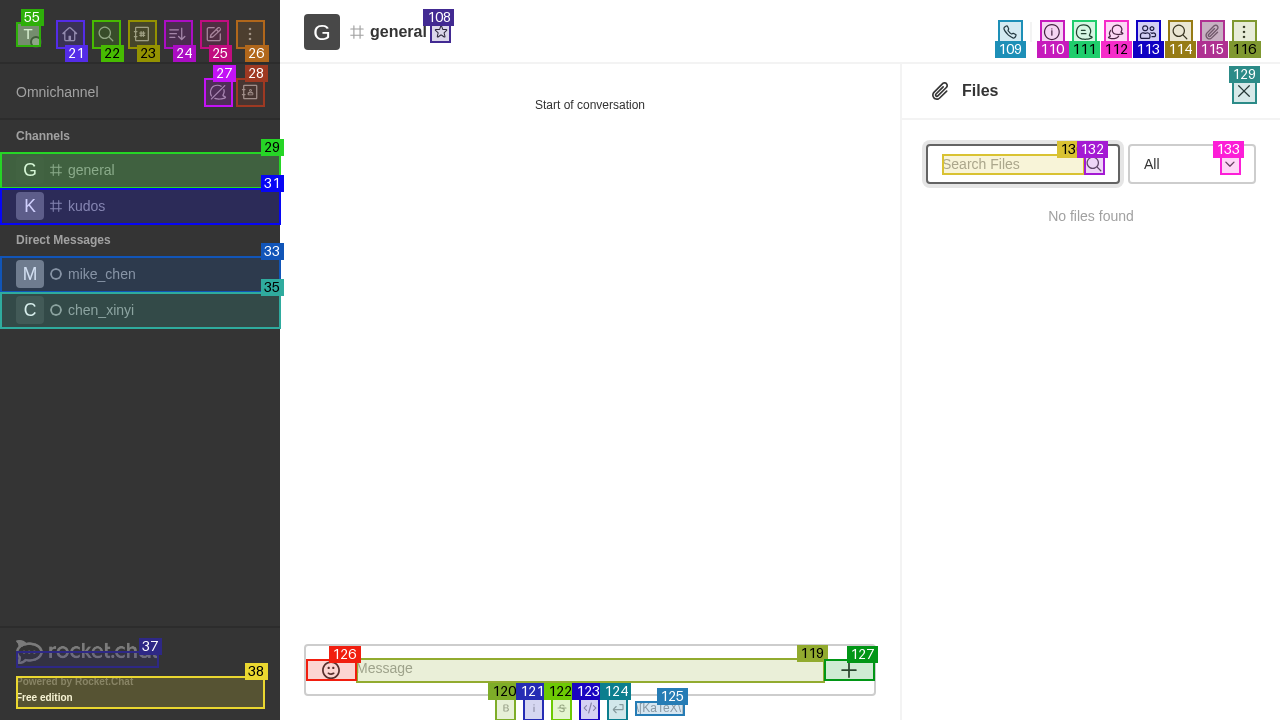 55
T
21
22
23
24
25
26
27
28
Omnichannel
Channels
29
G general
31
K kudos
Direct Messages
33
M mike_chen
35
C chen_xinyi
37
rocket.chat
38
Powered by Rocket.Chat
Free edition
G general
108
109
110
111
112
113
114
115
116
Start of conversation
Files
129
Search Files
13
132
All
133
No files found
126
Message
119
127
120
121
122
123
124
125
B
i
S
</>
\(KaTeX\)